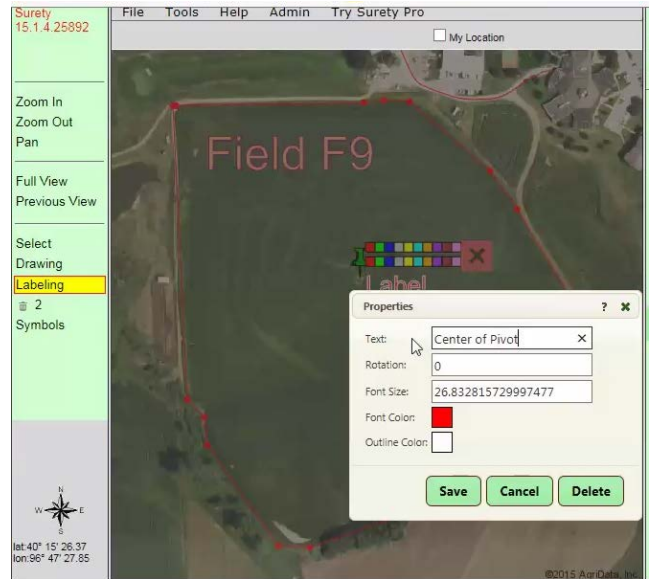 Surety
15.1.4.25892
File Tools Help Admin Try Surety Pro
My Location
Zoom In
Zoom Out
Pan
Full View
Previous View
Select
Drawing
Labeling
2
Symbols
Field F9
Label
Properties ? ×
Text: Center of Pivot ×
Rotation: 0
Font Size: 26.832815729997477
Font Color:
Outline Color:
Save Cancel Delete
N
W E
S
lat:40° 15' 26.37
lon:96° 47' 27.85
©2015 AgriData, Inc.